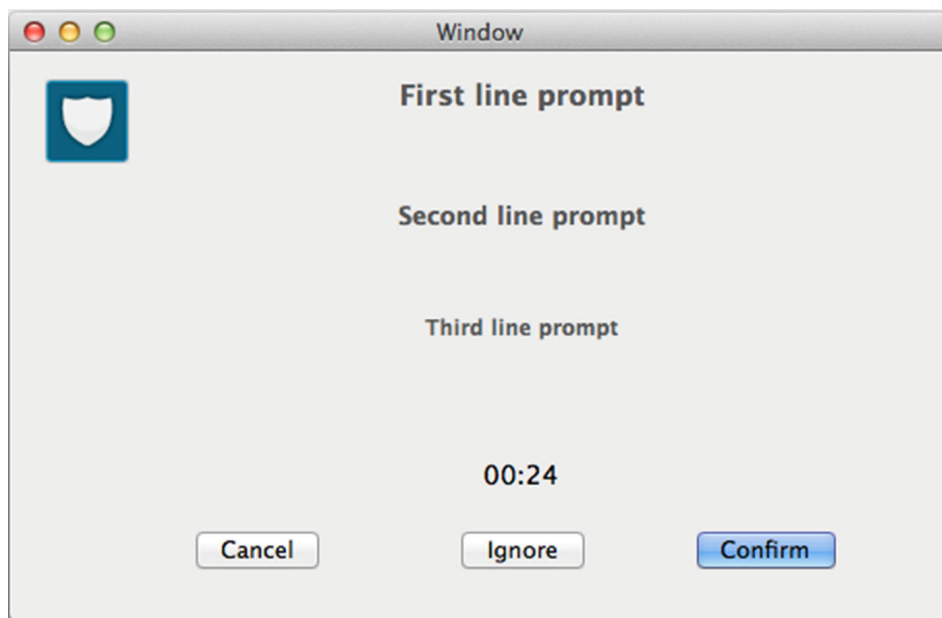 Window
First line prompt
Second line prompt
Third line prompt
00:24
Cancel Ignore Confirm